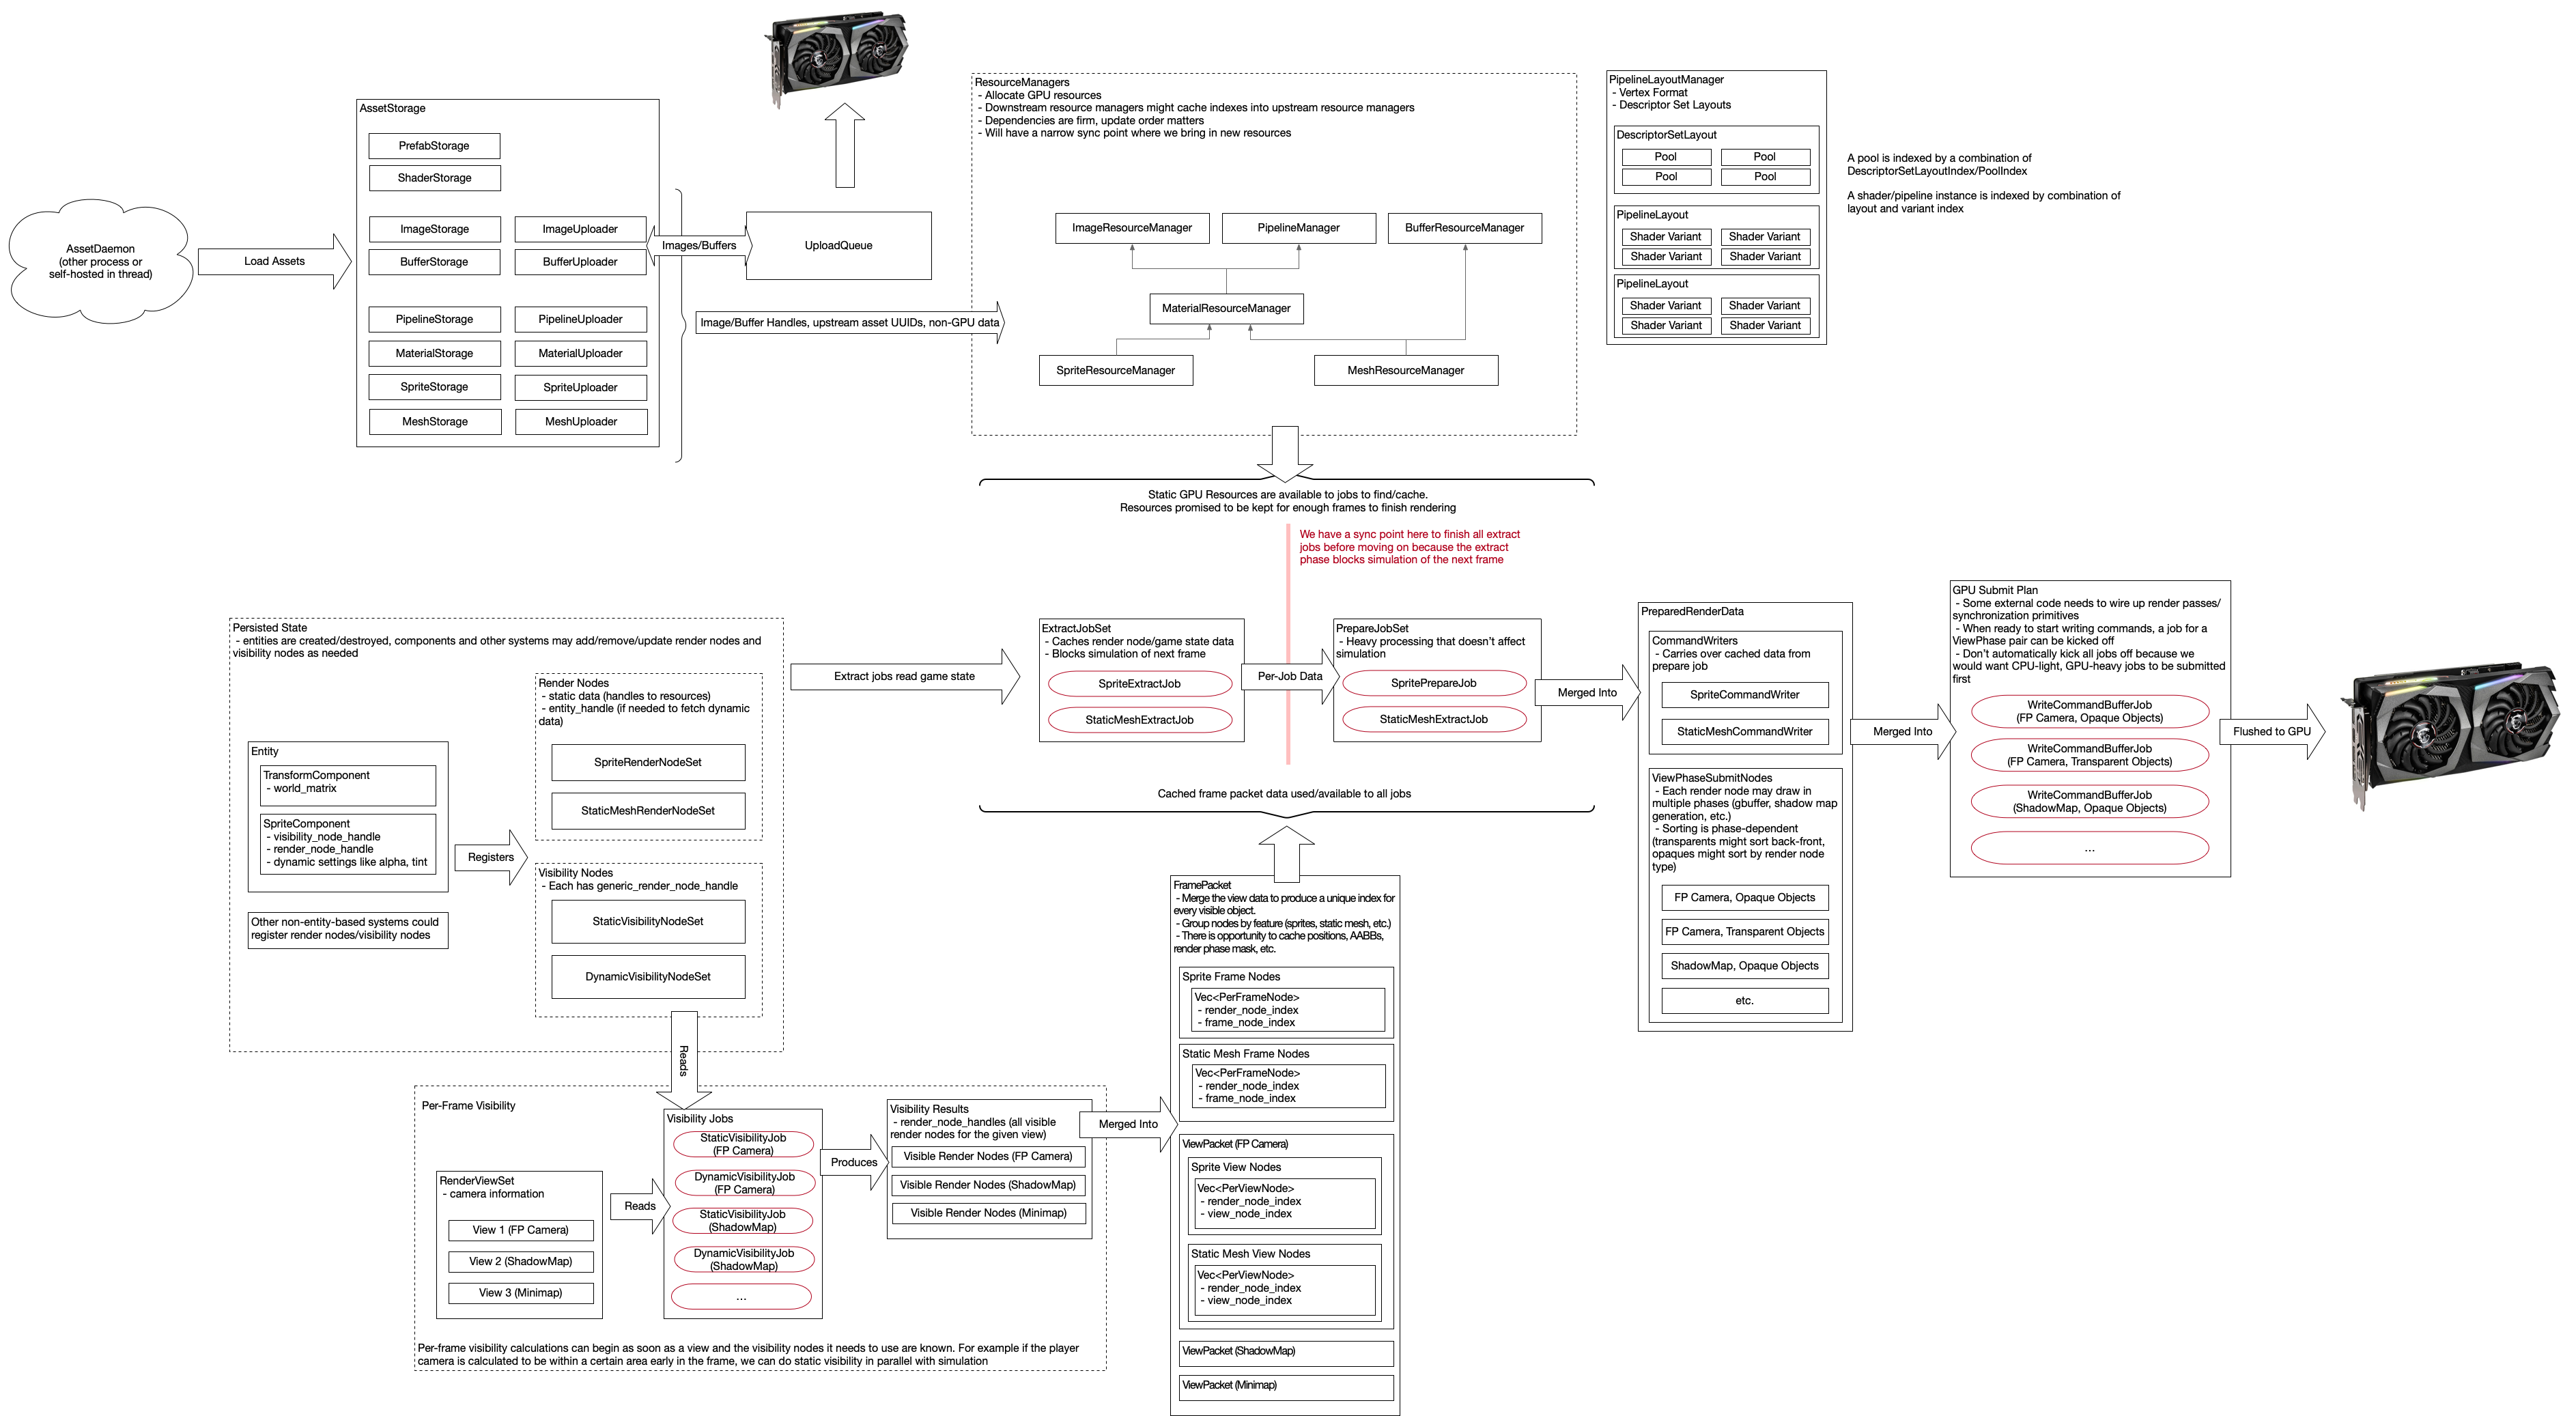 AssetDaemon
(other process or
self-hosted in thread)
Load Assets
AssetStorage
PrefabStorage
ShaderStorage
ImageStorage
ImageUploader
BufferStorage
BufferUploader
PipelineStorage
PipelineUploader
MaterialStorage
MaterialUploader
SpriteStorage
SpriteUploader
MeshStorage
MeshUploader
Images/Buffers
UploadQueue
Image/Buffer Handles, upstream asset UUIDs, non-GPU data
ResourceManagers
- Allocate GPU resources
- Downstream resource managers might cache indexes into upstream resource managers
- Dependencies are firm, update order matters
- Will have a narrow sync point where we bring in new resources
ImageResourceManager
PipelineManager
BufferResourceManager
MaterialResourceManager
SpriteResourceManager
MeshResourceManager
PipelineLayoutManager
- Vertex Format
- Descriptor Set Layouts
DescriptorSetLayout
Pool
Pool
Pool
Pool
PipelineLayout
Shader Variant
Shader Variant
Shader Variant
Shader Variant
PipelineLayout
Shader Variant
Shader Variant
Shader Variant
Shader Variant
A pool is indexed by a combination of
DescriptorSetLayoutIndex/PoolIndex
A shader/pipeline instance is indexed by combination of
layout and variant index
Static GPU Resources are available to jobs to find/cache.
Resources promised to be kept for enough frames to finish rendering
We have a sync point here to finish all extract
jobs before moving on because the extract
phase blocks simulation of the next frame
Persisted State
- entities are created/destroyed, components and other systems may add/remove/update render nodes and
visibility nodes as needed
Entity
TransformComponent
- world_matrix
SpriteComponent
- visibility_node_handle
- render_node_handle
- dynamic settings like alpha, tint
Other non-entity-based systems could
register render nodes/visibility nodes
Registers
Render Nodes
- static data (handles to resources)
- entity_handle (if needed to fetch dynamic
data)
SpriteRenderNodeSet
StaticMeshRenderNodeSet
Visibility Nodes
- Each has generic_render_node_handle
StaticVisibilityNodeSet
DynamicVisibilityNodeSet
Extract jobs read game state
ExtractJobSet
- Caches render node/game state data
- Blocks simulation of next frame
SpriteExtractJob
StaticMeshExtractJob
Per-Job Data
PrepareJobSet
- Heavy processing that doesn't affect
simulation
SpritePrepareJob
StaticMeshExtractJob
Merged Into
Cached frame packet data used/available to all jobs
PreparedRenderData
CommandWriters
- Carries over cached data from
prepare job
SpriteCommandWriter
StaticMeshCommandWriter
ViewPhaseSubmitNodes
- Each render node may draw in
multiple phases (gbuffer, shadow map
generation, etc.)
- Sorting is phase-dependent
(transparents might sort back-front,
opaques might sort by render node
type)
FP Camera, Opaque Objects
FP Camera, Transparent Objects
ShadowMap, Opaque Objects
etc.
Merged Into
GPU Submit Plan
- Some external code needs to wire up render passes/
synchronization primitives
- When ready to start writing commands, a job for a
ViewPhase pair can be kicked off
- Don't automatically kick all jobs off because we
would want CPU-light, GPU-heavy jobs to be submitted
first
WriteCommandBufferJob
(FP Camera, Opaque Objects)
WriteCommandBufferJob
(FP Camera, Transparent Objects)
WriteCommandBufferJob
(ShadowMap, Opaque Objects)
...
Flushed to GPU
Reads
Per-Frame Visibility
RenderViewSet
- camera information
View 1 (FP Camera)
View 2 (ShadowMap)
View 3 (Minimap)
Reads
Visibility Jobs
StaticVisibilityJob
(FP Camera)
DynamicVisibilityJob
(FP Camera)
StaticVisibilityJob
(ShadowMap)
DynamicVisibilityJob
(ShadowMap)
...
Produces
Visibility Results
- render_node_handles (all visible
render nodes for the given view)
Visible Render Nodes (FP Camera)
Visible Render Nodes (ShadowMap)
Visible Render Nodes (Minimap)
Per-frame visibility calculations can begin as soon as a view and the visibility nodes it needs to use are known. For example if the player
camera is calculated to be within a certain area early in the frame, we can do static visibility in parallel with simulation
Merged Into
FramePacket
- Merge the view data to produce a unique index for
every visible object.
- Group nodes by feature (sprites, static mesh, etc.)
- There is opportunity to cache positions, AABBs,
render phase mask, etc.
Sprite Frame Nodes
Vec<PerFrameNode>
- render_node_index
- frame_node_index
Static Mesh Frame Nodes
Vec<PerFrameNode>
- render_node_index
- frame_node_index
ViewPacket (FP Camera)
Sprite View Nodes
Vec<PerViewNode>
- render_node_index
- view_node_index
Static Mesh View Nodes
Vec<PerViewNode>
- render_node_index
- view_node_index
ViewPacket (ShadowMap)
ViewPacket (Minimap)